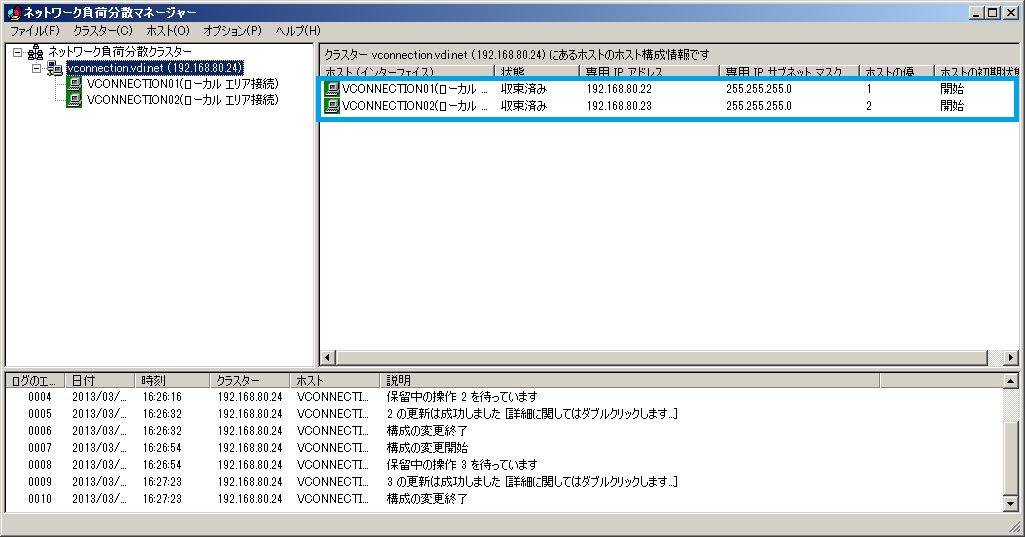 ネットワーク負荷分散マネージャー
ファイル(F) クラスター(C) ホスト(O) オプション(P) ヘルプ(H)
ネットワーク負荷分散クラスター
vconnection.vdi.net (192.168.80.24)
VCONNECTION01(ローカル エリア接続)
VCONNECTION02(ローカル エリア接続)
クラスター vconnection.vdi.net (192.168.80.24) にあるホストのホスト構成情報です
ホスト (インターフェイス) 状態 専用 IP アドレス 専用 IP サブネット マスク ホストの優 ホストの初期状態
VCONNECTION01(ローカル ... 収束済み 192.168.80.22 255.255.255.0 1 開始
VCONNECTION02(ローカル ... 収束済み 192.168.80.23 255.255.255.0 2 開始
ログのエ... 日付 時刻 クラスター ホスト 説明
0004 2013/03/... 16:26:16 192.168.80.24 VCONNECTI... 保留中の操作 2 を待っています
0005 2013/03/... 16:26:32 192.168.80.24 VCONNECTI... 2 の更新は成功しました [詳細に関してはダブルクリックします...]
0006 2013/03/... 16:26:32 192.168.80.24 VCONNECTI... 構成の変更終了
0007 2013/03/... 16:26:54 192.168.80.24 VCONNECTI... 構成の変更開始
0008 2013/03/... 16:26:54 192.168.80.24 VCONNECTI... 保留中の操作 3 を待っています
0009 2013/03/... 16:27:23 192.168.80.24 VCONNECTI... 3 の更新は成功しました [詳細に関してはダブルクリックします...]
0010 2013/03/... 16:27:23 192.168.80.24 VCONNECTI... 構成の変更終了